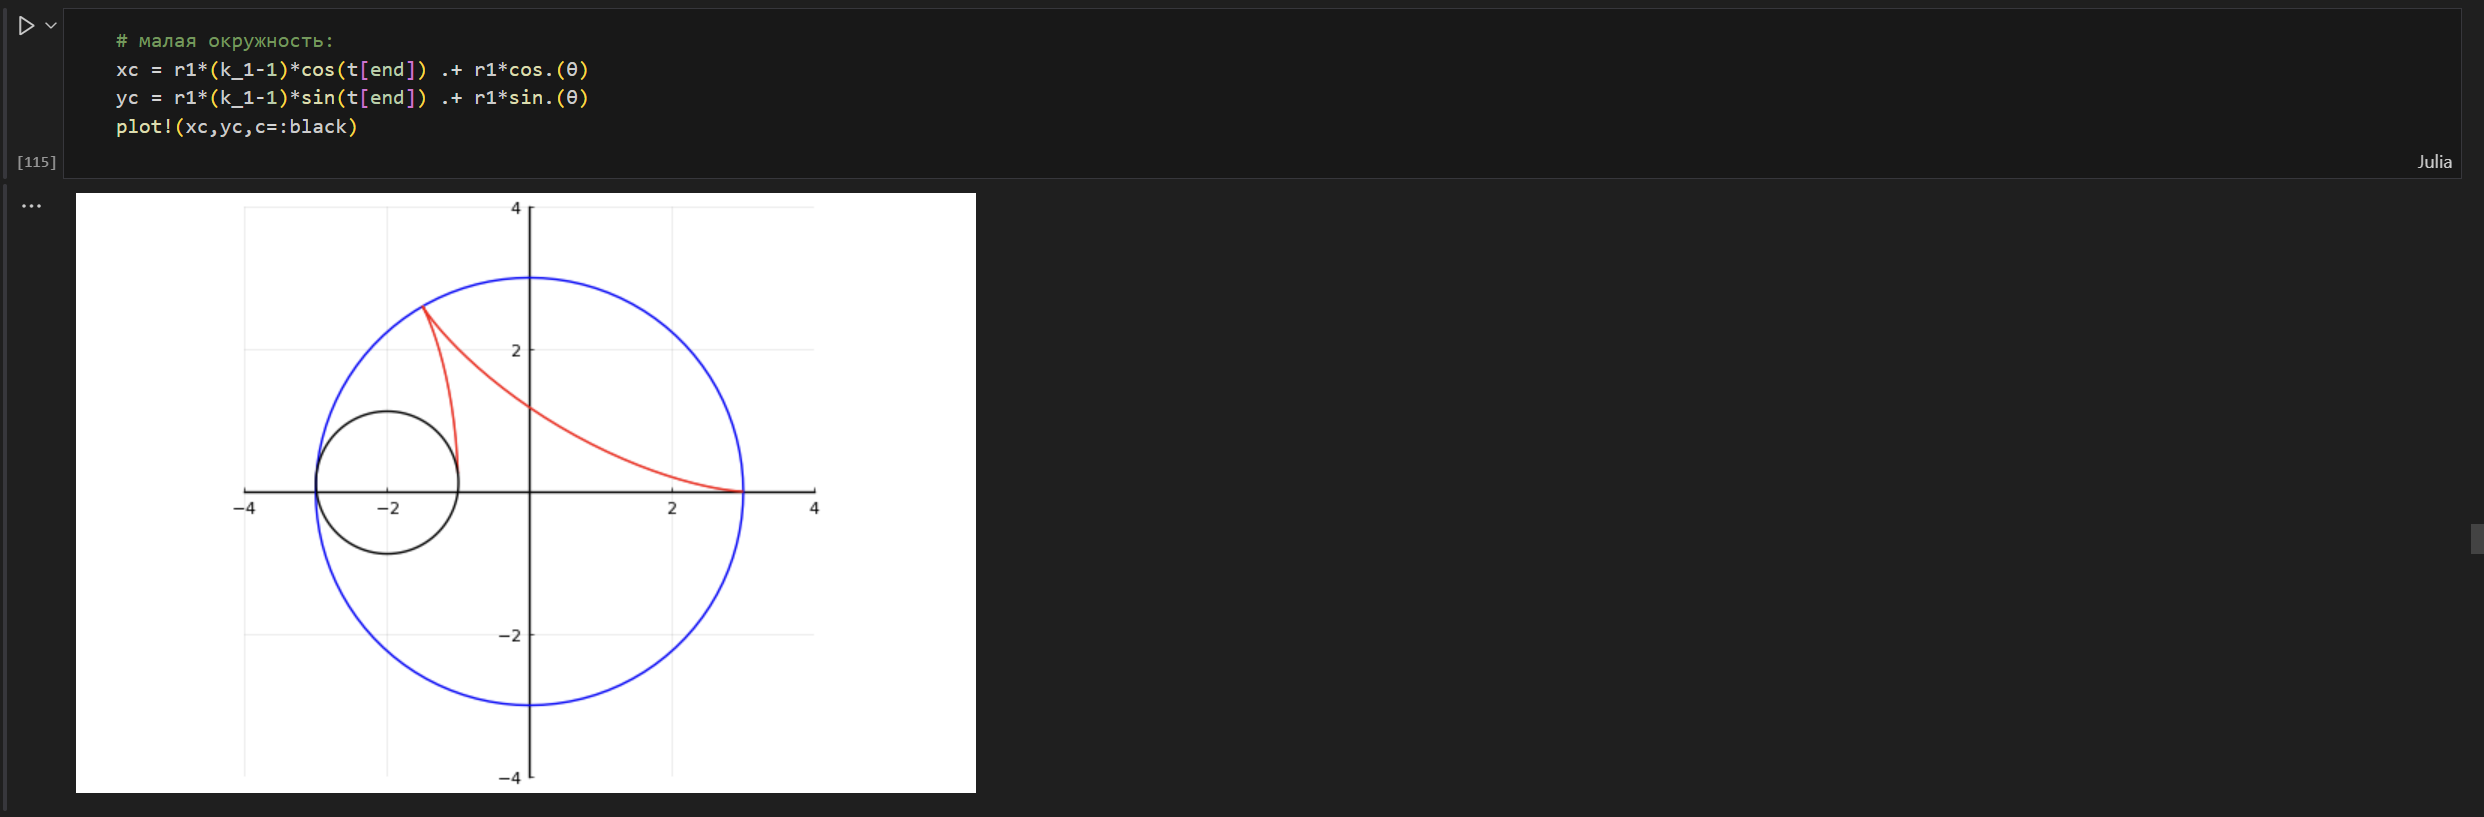 # малая окружность:
xc = r1*(k_1-1)*cos(t[end]) .+ r1*cos.(θ)
yc = r1*(k_1-1)*sin(t[end]) .+ r1*sin.(θ)
plot!(xc,yc,c=:black)
[115]
Julia
...
4
2
−4
−2
2
4
−2
−4